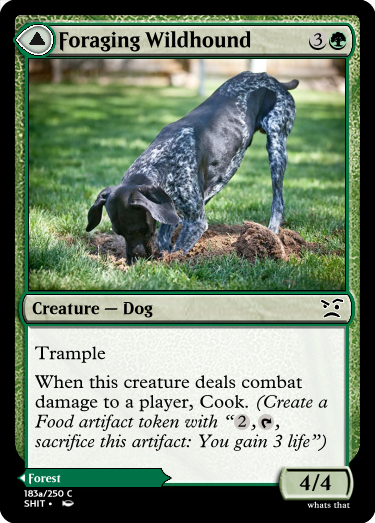 Foraging Wildhound 3
Creature — Dog
Trample
When this creature deals combat
damage to a player, Cook. (Create a
Food artifact token with “2, ,
sacrifice this artifact: You gain 3 life”)
Forest
4/4
183a/250 C
SHIT •
whats that